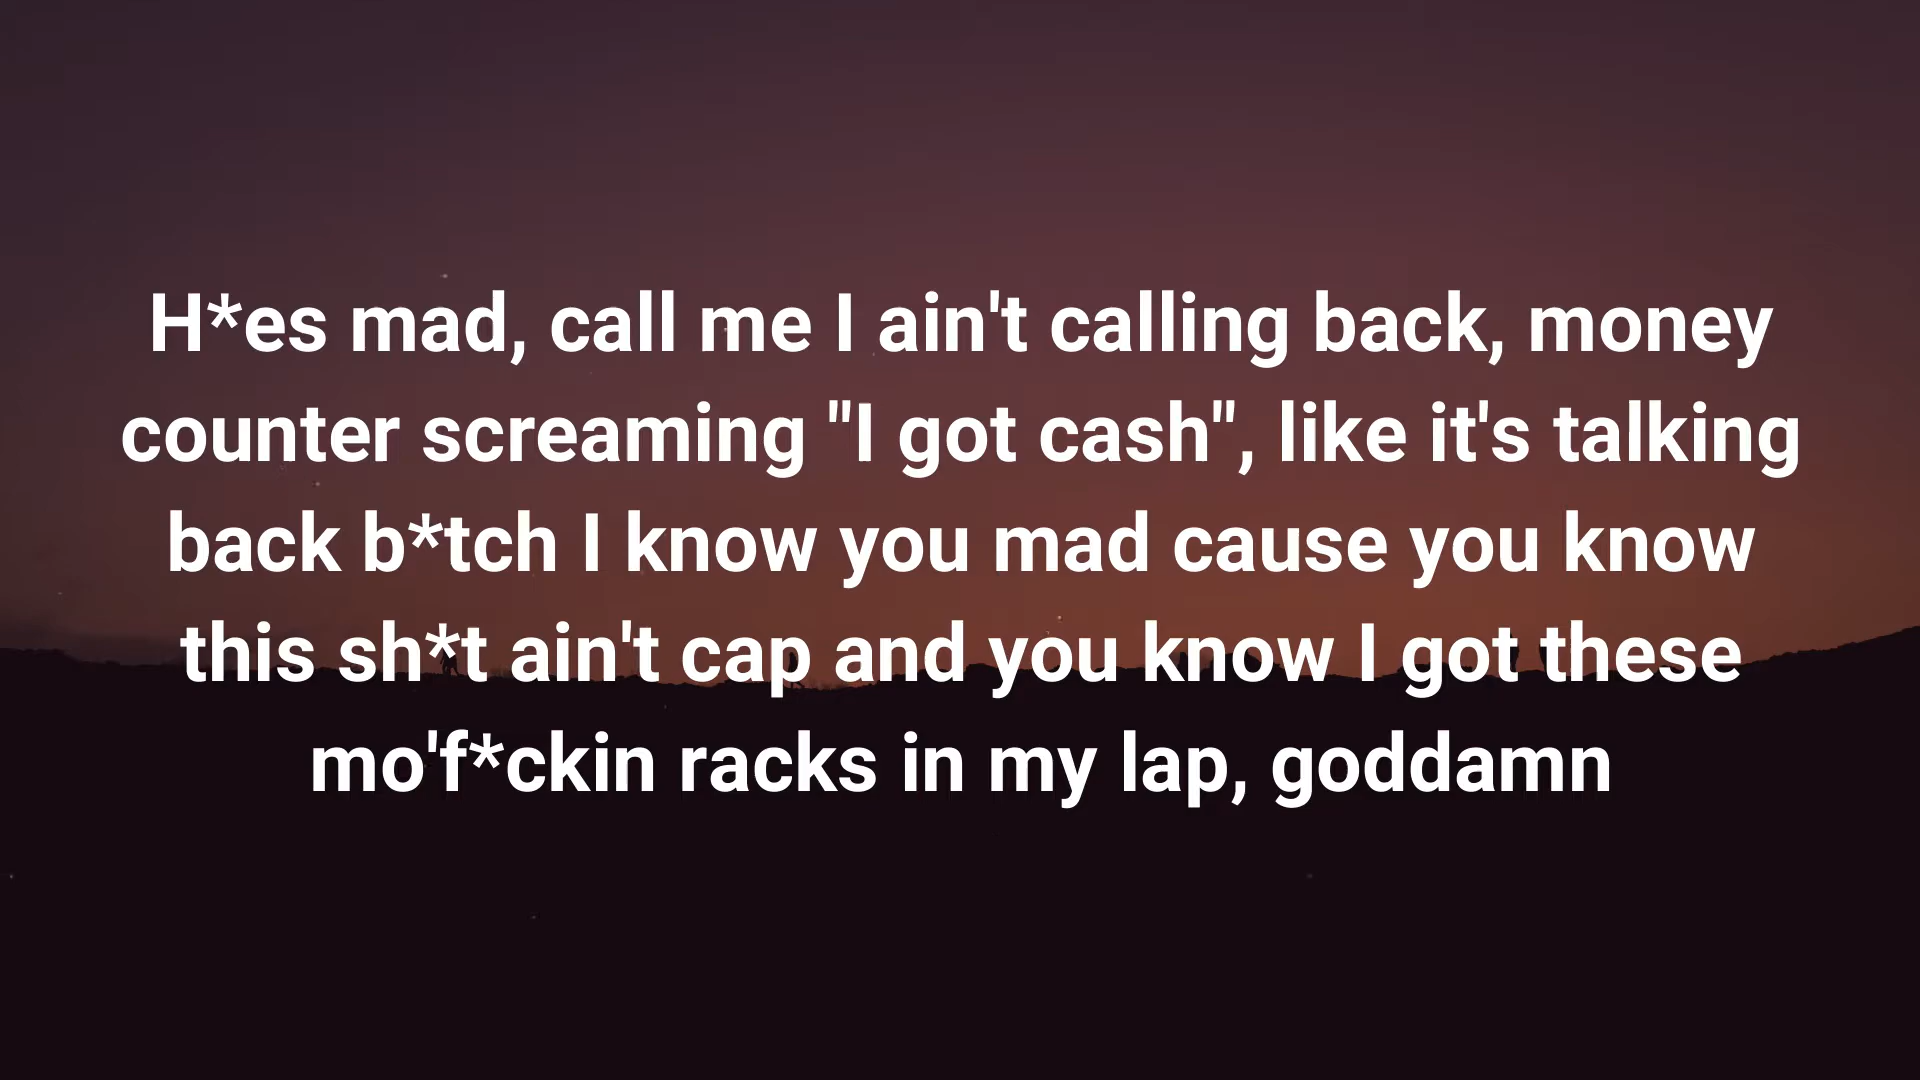 H*es mad, call me I ain't calling back, money
counter screaming "I got cash", like it's talking
back b*tch I know you mad cause you know
this sh*t ain't cap and you know I got these
mo'f*ckin racks in my lap, goddamn